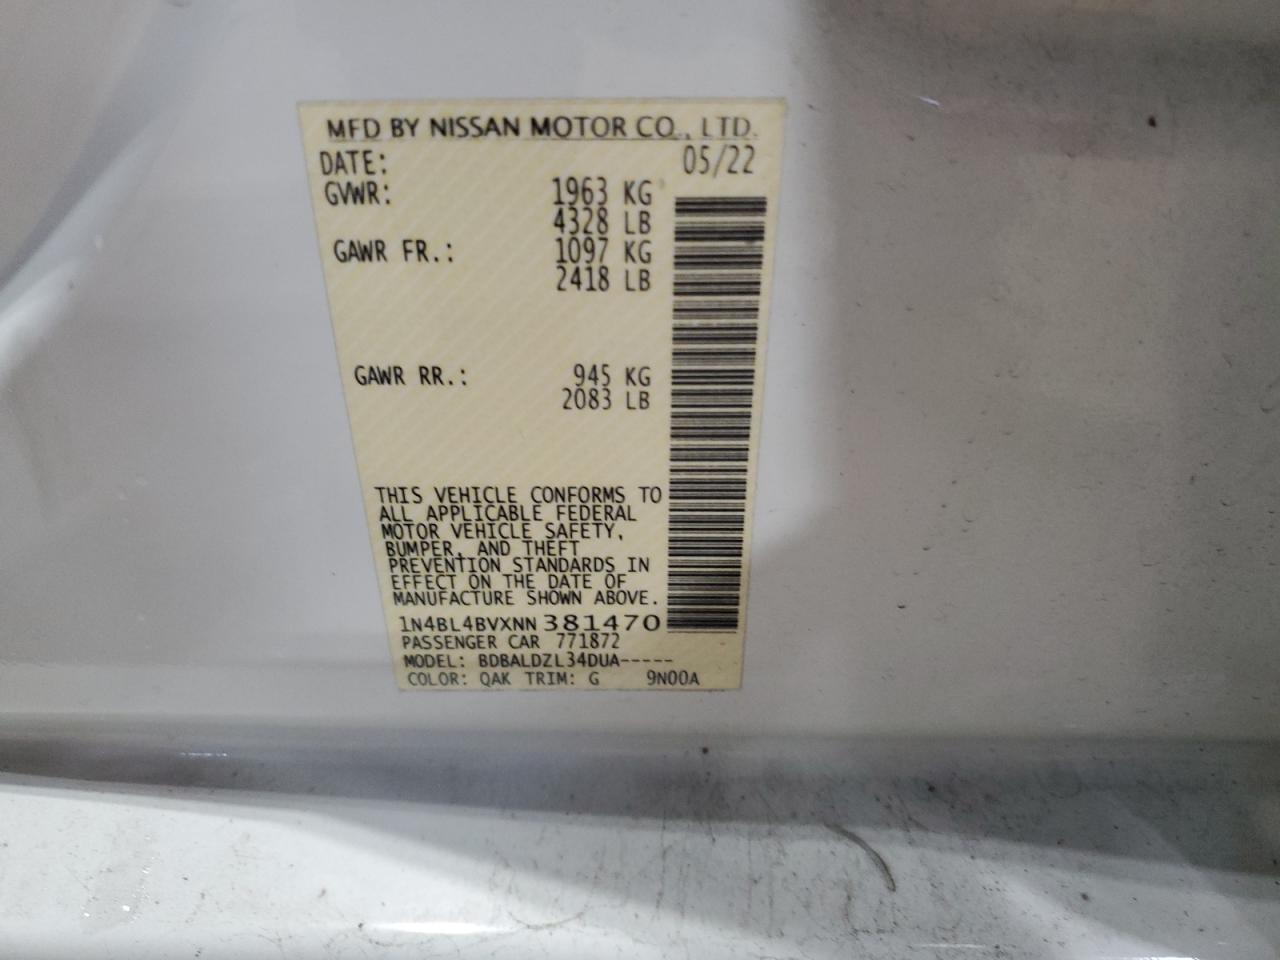 MFD BY NISSAN MOTOR CO., LTD.
DATE: 05/22
GVWR: 1963 KG
4328 LB
GAWR FR.: 1097 KG
2418 LB
GAWR RR.: 945 KG
2083 LB
THIS VEHICLE CONFORMS TO
ALL APPLICABLE FEDERAL
MOTOR VEHICLE SAFETY,
BUMPER, AND THEFT
PREVENTION STANDARDS IN
EFFECT ON THE DATE OF
MANUFACTURE SHOWN ABOVE.
1N4BL4BVXNN381470
PASSENGER CAR 771872
MODEL: BDBALDZL34DUA-----
COLOR: QAK TRIM: G 9N00A